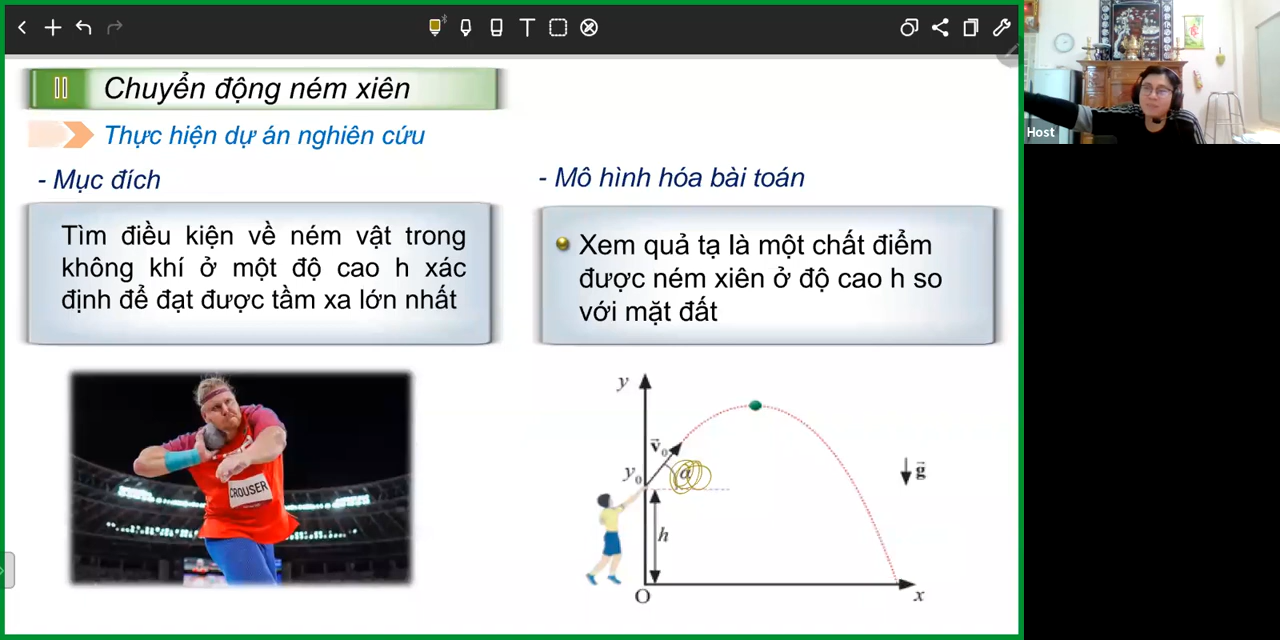 II Chuyển động ném xiên
Thực hiện dự án nghiên cứu
- Mục đích
Tìm điều kiện về ném vật trong
không khí ở một độ cao h xác
định để đạt được tầm xa lớn nhất
- Mô hình hóa bài toán
Xem quả tạ là một chất điểm
được ném xiên ở độ cao h so
với mặt đất
CROUSER
y
v₀
α
y₀
g
h
O
x
Host